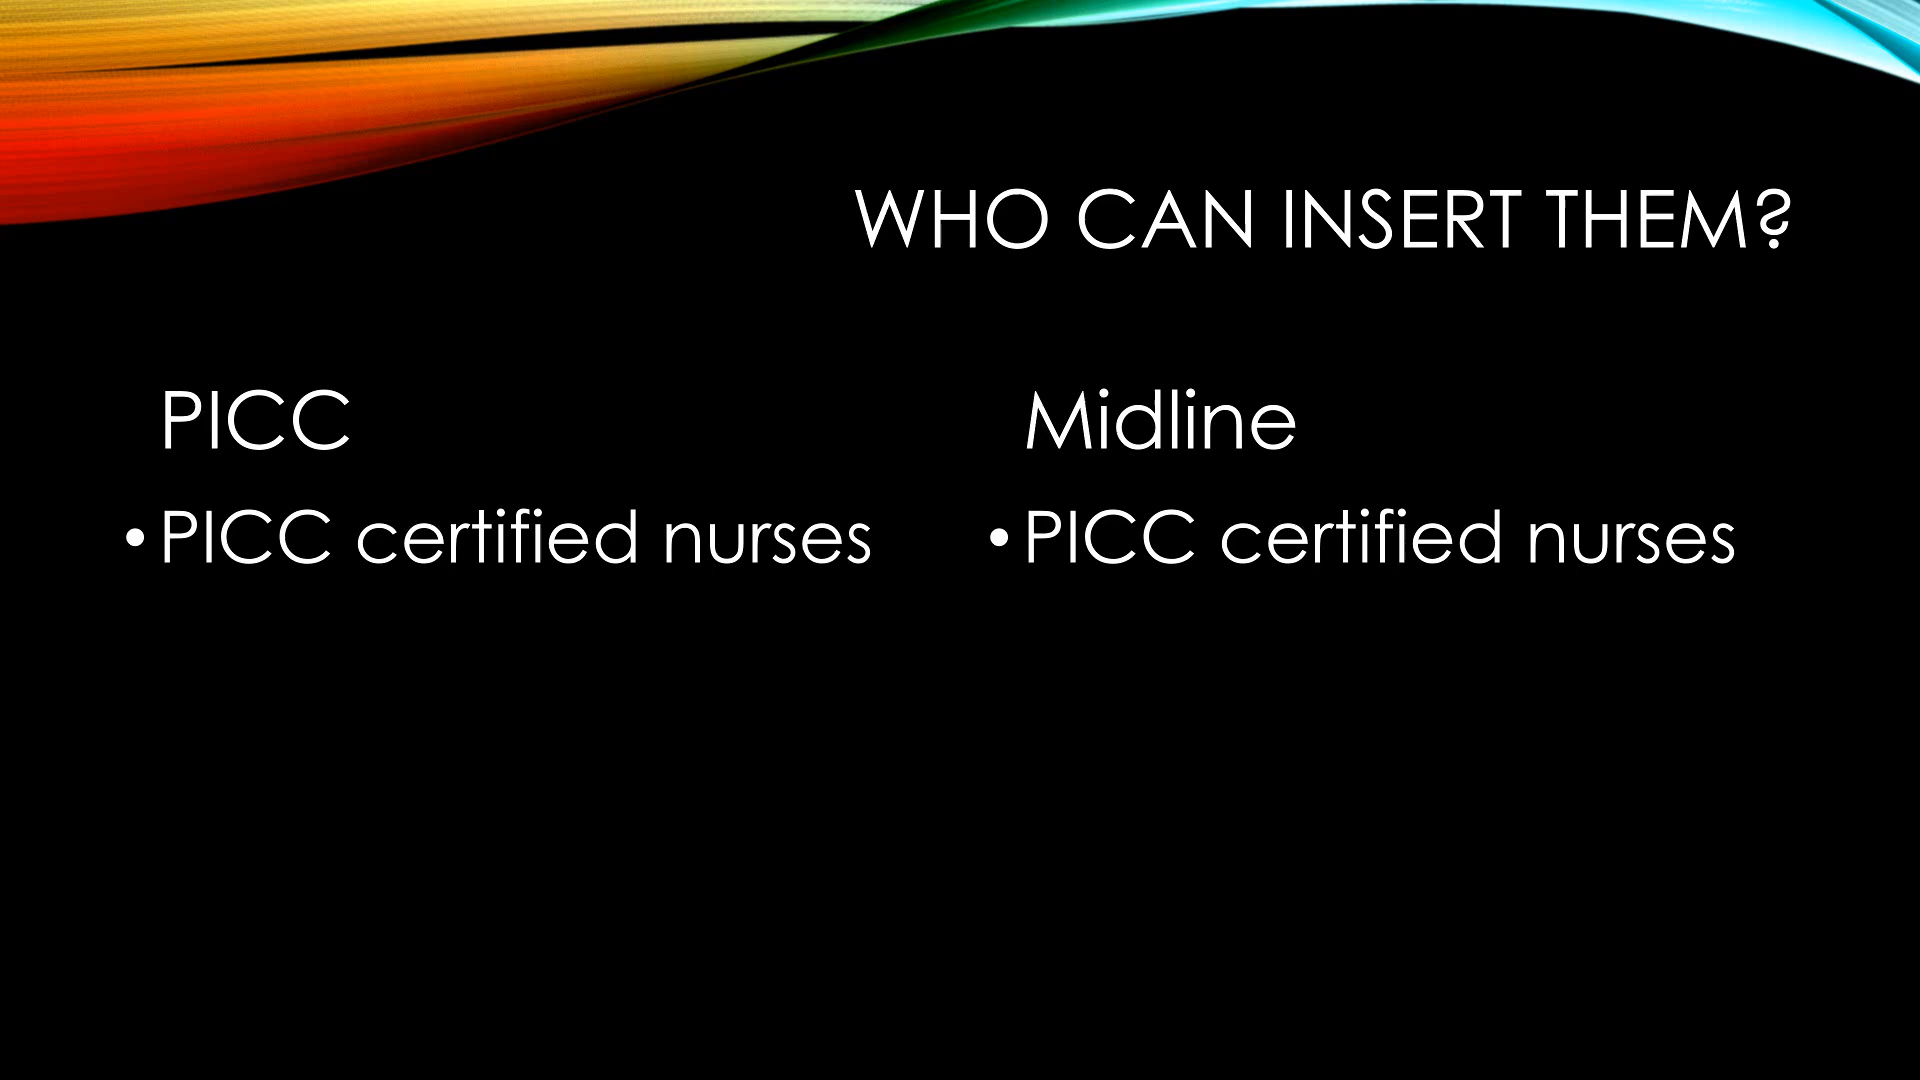 WHO CAN INSERT THEM?
PICC
• PICC certified nurses
Midline
• PICC certified nurses